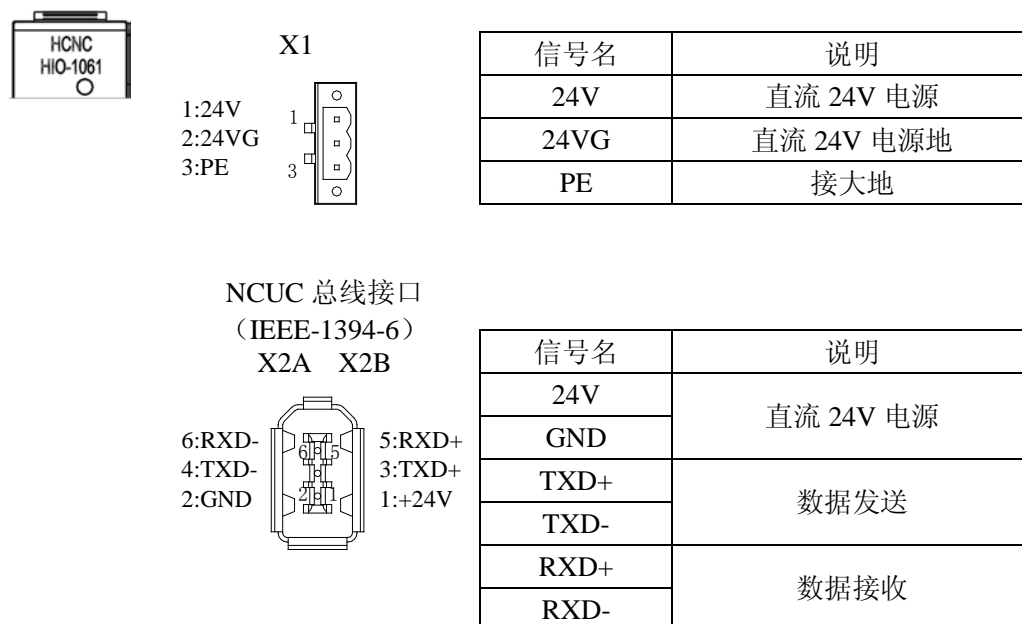 HCNC
HIO-1061
X1
1:24V
2:24VG
3:PE
1
3
信号名 说明
24V 直流 24V 电源
24VG 直流 24V 电源地
PE 接大地
NCUC 总线接口
（IEEE-1394-6）
X2A X2B
6:RXD-
4:TXD-
2:GND
6 5
2 1
5:RXD+
3:TXD+
1:+24V
信号名 说明
24V 直流 24V 电源
GND
TXD+ 数据发送
TXD-
RXD+ 数据接收
RXD-